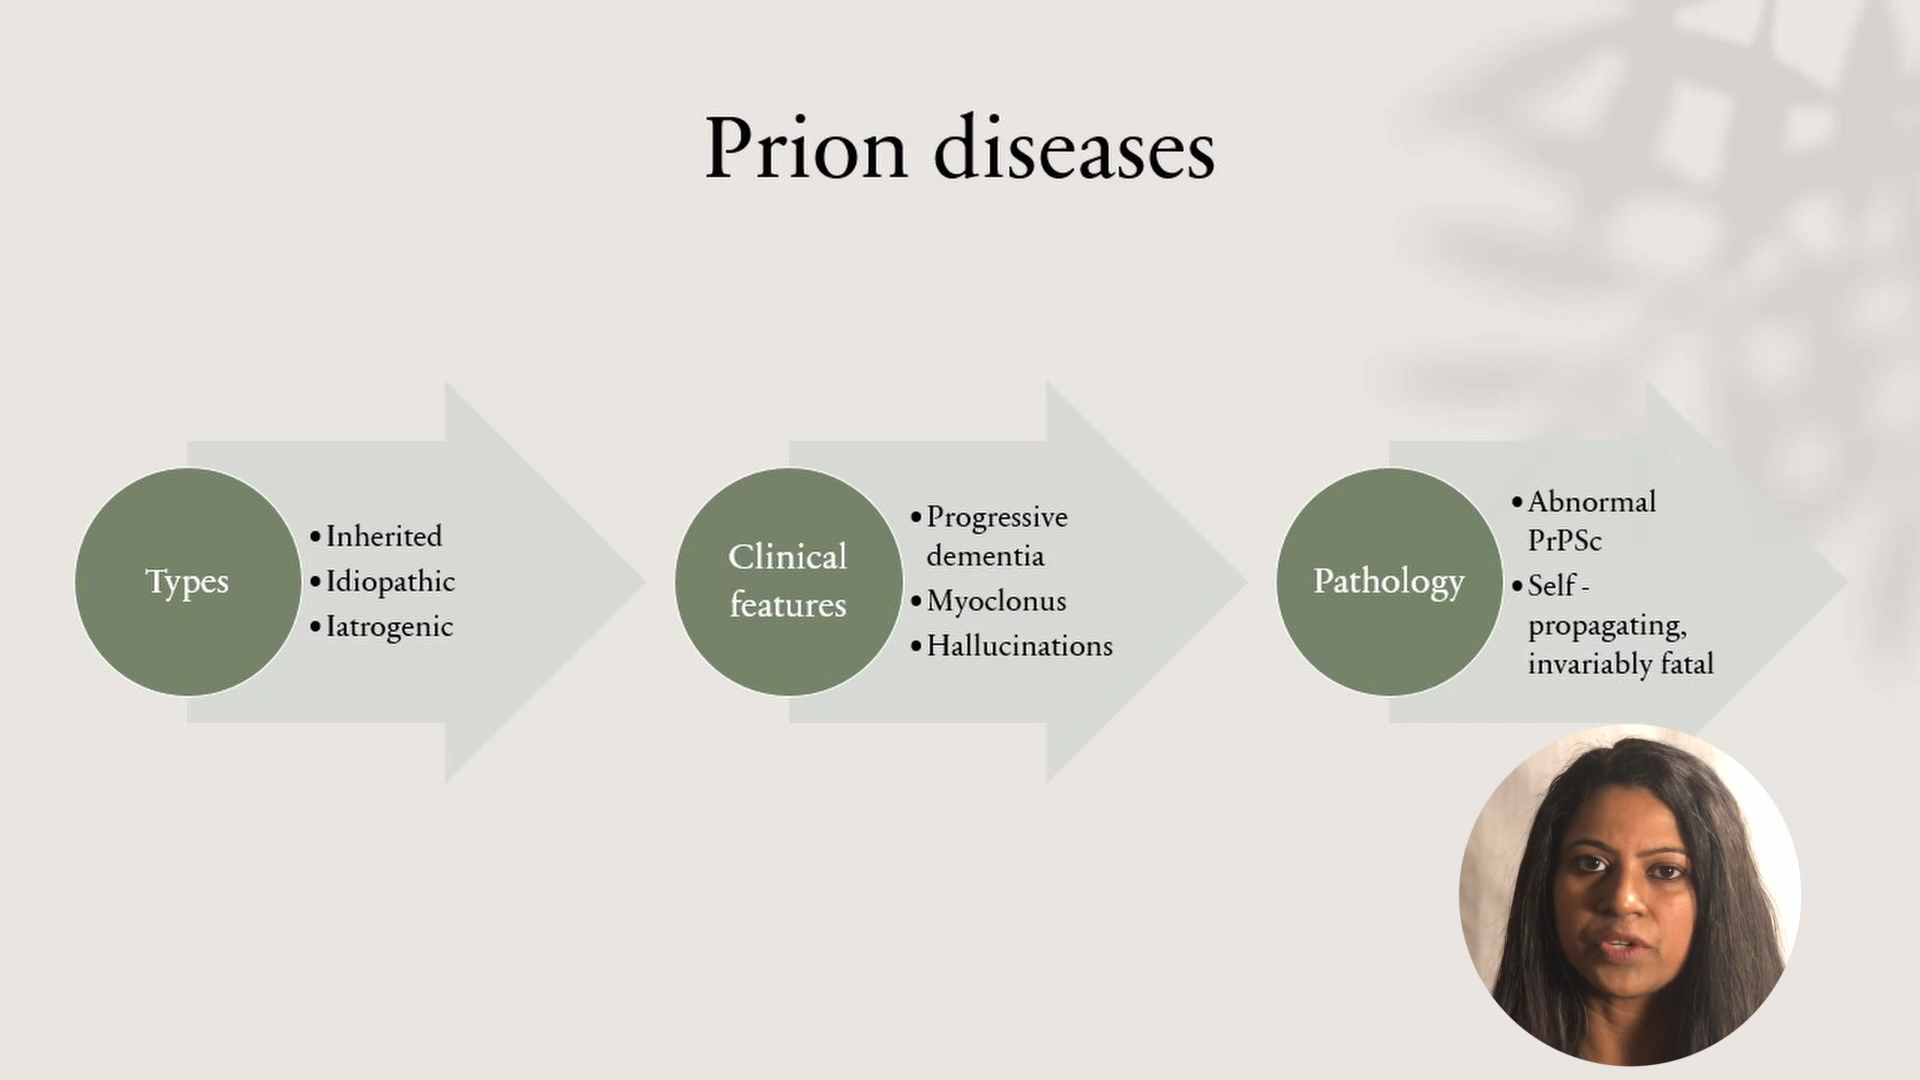 Prion diseases
Types
• Inherited
• Idiopathic
• Iatrogenic
Clinical
features
• Progressive
dementia
• Myoclonus
• Hallucinations
Pathology
• Abnormal
PrPSc
• Self -
propagating,
invariably fatal